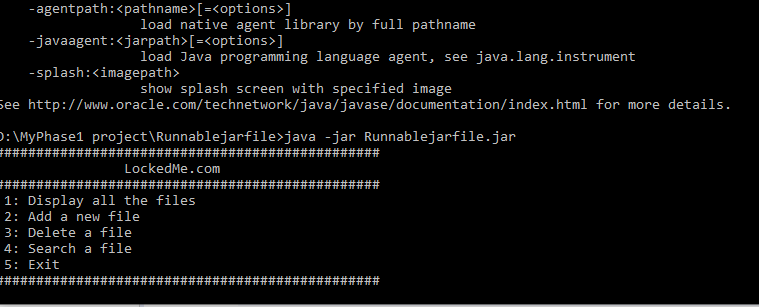 -agentpath:<pathname>[=<options>]
load native agent library by full pathname
-javaagent:<jarpath>[=<options>]
load Java programming language agent, see java.lang.instrument
-splash:<imagepath>
show splash screen with specified image
See http://www.oracle.com/technetwork/java/javase/documentation/index.html for more details.
D:\MyPhase1 project\Runnablejarfile>java -jar Runnablejarfile.jar
################################################
LockedMe.com
################################################
1: Display all the files
2: Add a new file
3: Delete a file
4: Search a file
5: Exit
################################################